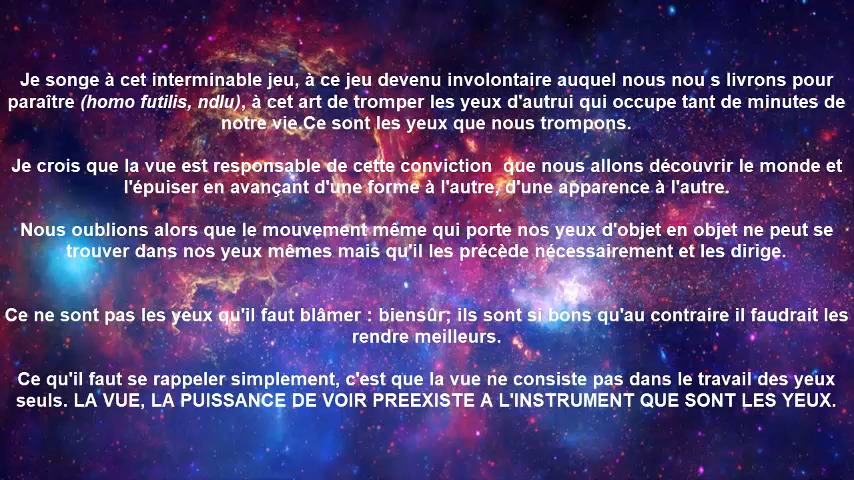 Je songe à cet interminable jeu, à ce jeu devenu involontaire auquel nous nou s livrons pour
paraître (homo futilis, ndlu), à cet art de tromper les yeux d'autrui qui occupe tant de minutes de
notre vie.Ce sont les yeux que nous trompons.
Je crois que la vue est responsable de cette conviction  que nous allons découvrir le monde et
l'épuiser en avançant d'une forme à l'autre, d'une apparence à l'autre.
Nous oublions alors que le mouvement même qui porte nos yeux d'objet en objet ne peut se
trouver dans nos yeux mêmes mais qu'il les précède nécessairement et les dirige.
Ce ne sont pas les yeux qu'il faut blâmer : biensûr; ils sont si bons qu'au contraire il faudrait les
rendre meilleurs.
Ce qu'il faut se rappeler simplement, c'est que la vue ne consiste pas dans le travail des yeux
seuls. LA VUE, LA PUISSANCE DE VOIR PREEXISTE A L'INSTRUMENT QUE SONT LES YEUX.